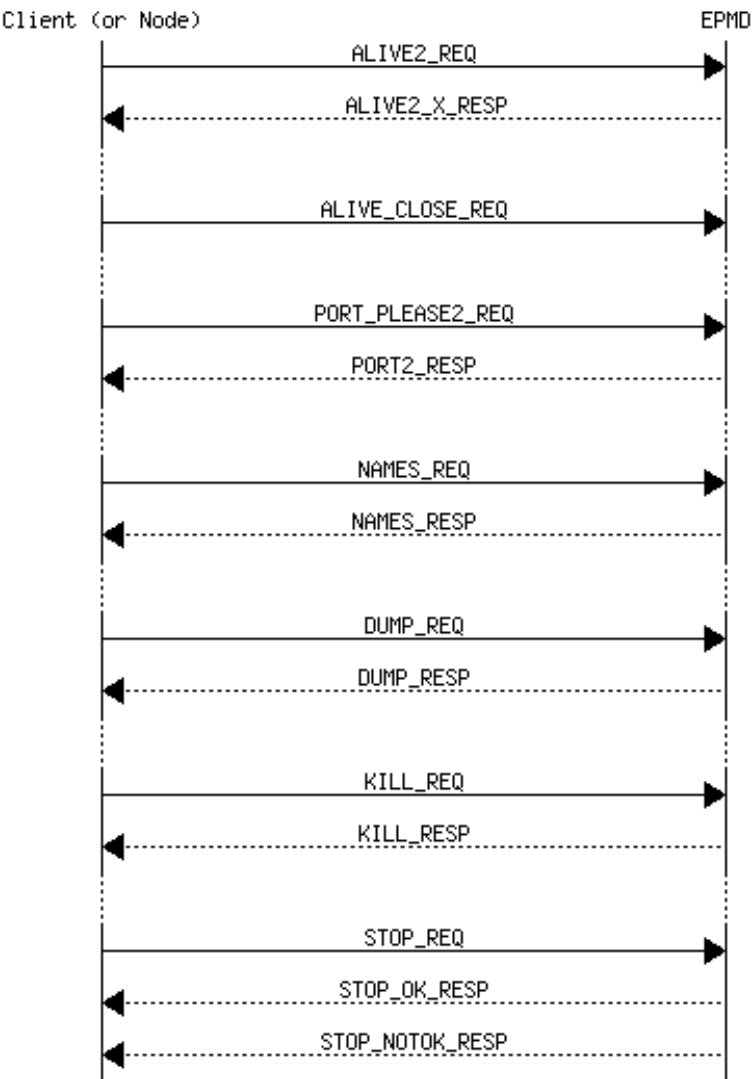 Client (or Node) EPMD
ALIVE2_REQ
ALIVE2_X_RESP
ALIVE_CLOSE_REQ
PORT_PLEASE2_REQ
PORT2_RESP
NAMES_REQ
NAMES_RESP
DUMP_REQ
DUMP_RESP
KILL_REQ
KILL_RESP
STOP_REQ
STOP_OK_RESP
STOP_NOTOK_RESP